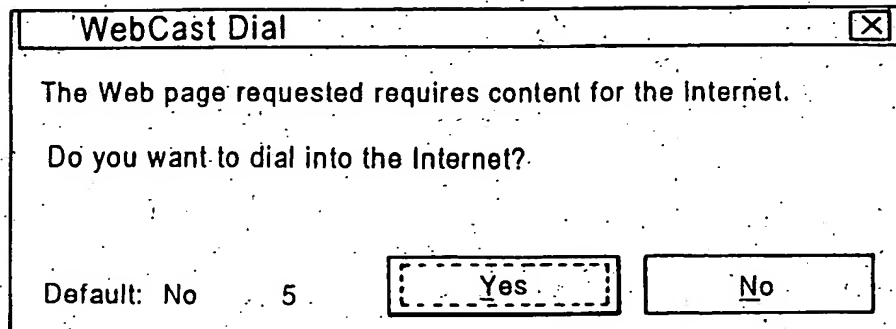 WebCast Dial
The Web page requested requires content for the Internet.
Do you want to dial into the Internet?
Default: No 5 Yes No